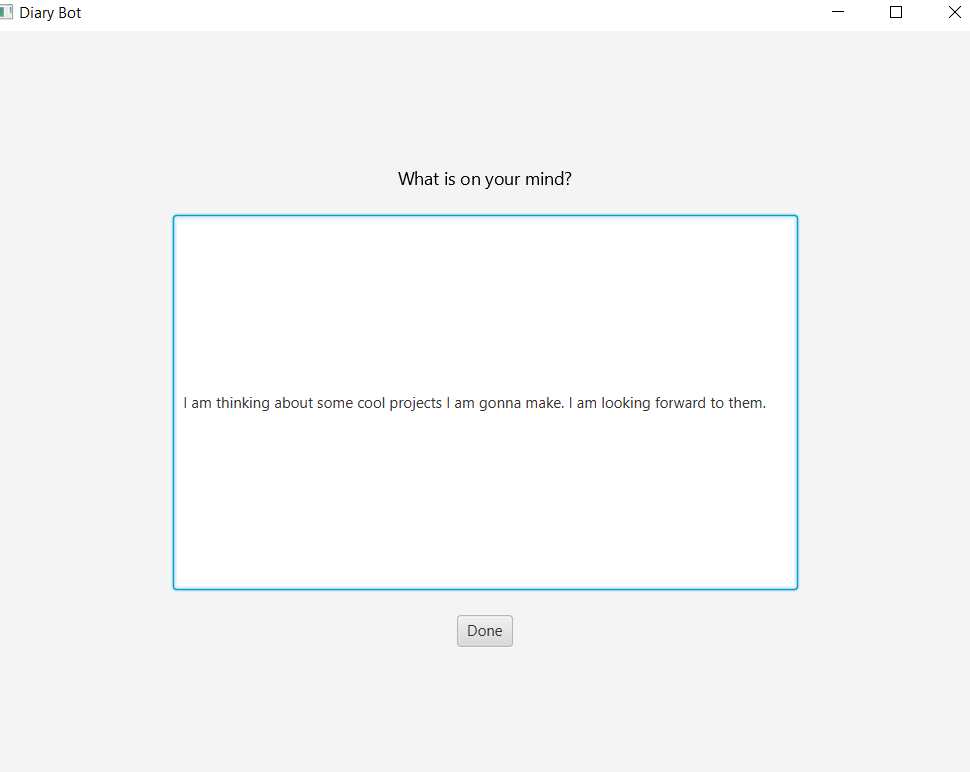 Diary Bot
What is on your mind?
I am thinking about some cool projects I am gonna make. I am looking forward to them.
Done